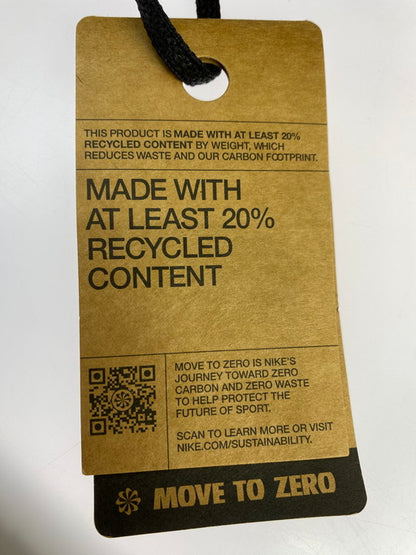 THIS PRODUCT IS MADE WITH AT LEAST 20%
RECYCLED CONTENT BY WEIGHT, WHICH
REDUCES WASTE AND OUR CARBON FOOTPRINT.
MADE WITH
AT LEAST 20%
RECYCLED
CONTENT
MOVE TO ZERO IS NIKE'S
JOURNEY TOWARD ZERO
CARBON AND ZERO WASTE
TO HELP PROTECT THE
FUTURE OF SPORT.
SCAN TO LEARN MORE OR VISIT
NIKE.COM/SUSTAINABILITY.
MOVE TO ZERO